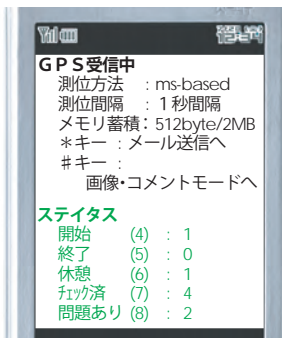 GPS受信中
測位方法 : ms-based
測位間隔 : 1秒間隔
メモリ蓄積: 512byte/2MB
*キー : メール送信へ
#キー :
画像・コメントモードへ
ステイタス
開始 (4) : 1
終了 (5) : 0
休憩 (6) : 1
ﾁｪｯｸ済 (7) : 4
問題あり (8) : 2